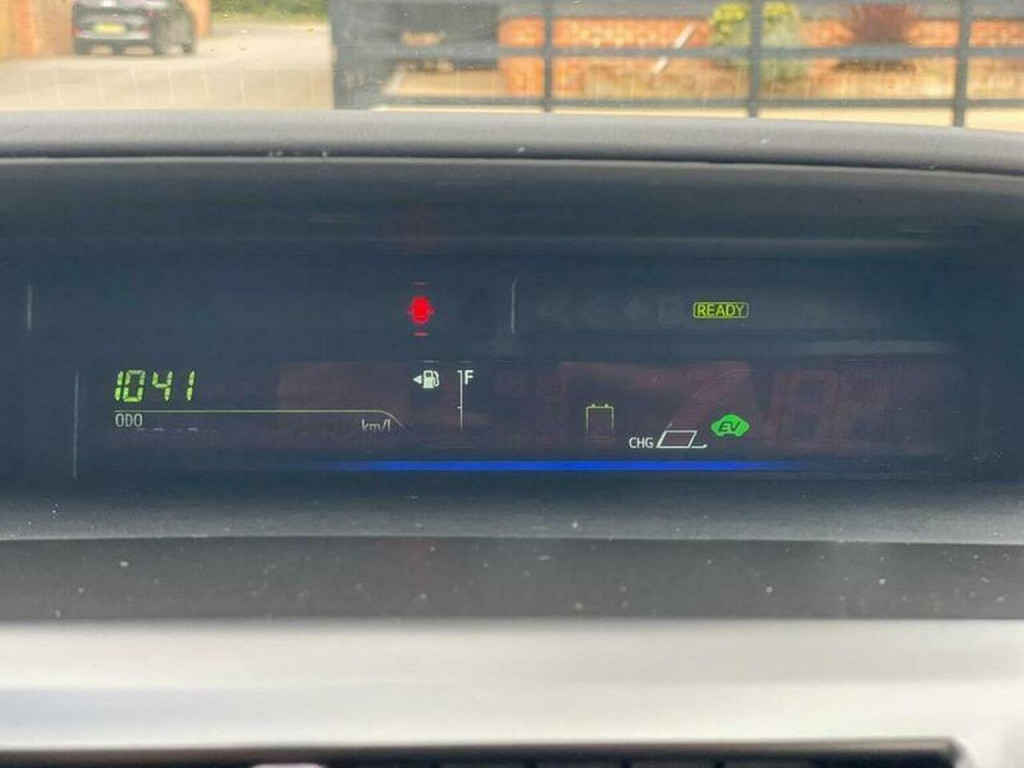 READY
1041
F
ODO
km/l
EV
CHG